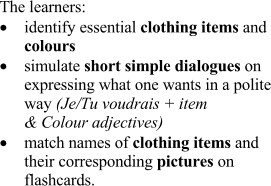 The learners:
• identify essential clothing items and
colours
• simulate short simple dialogues on
expressing what one wants in a polite
way (Je/Tu voudrais + item
& Colour adjectives)
• match names of clothing items and
their corresponding pictures on
flashcards.